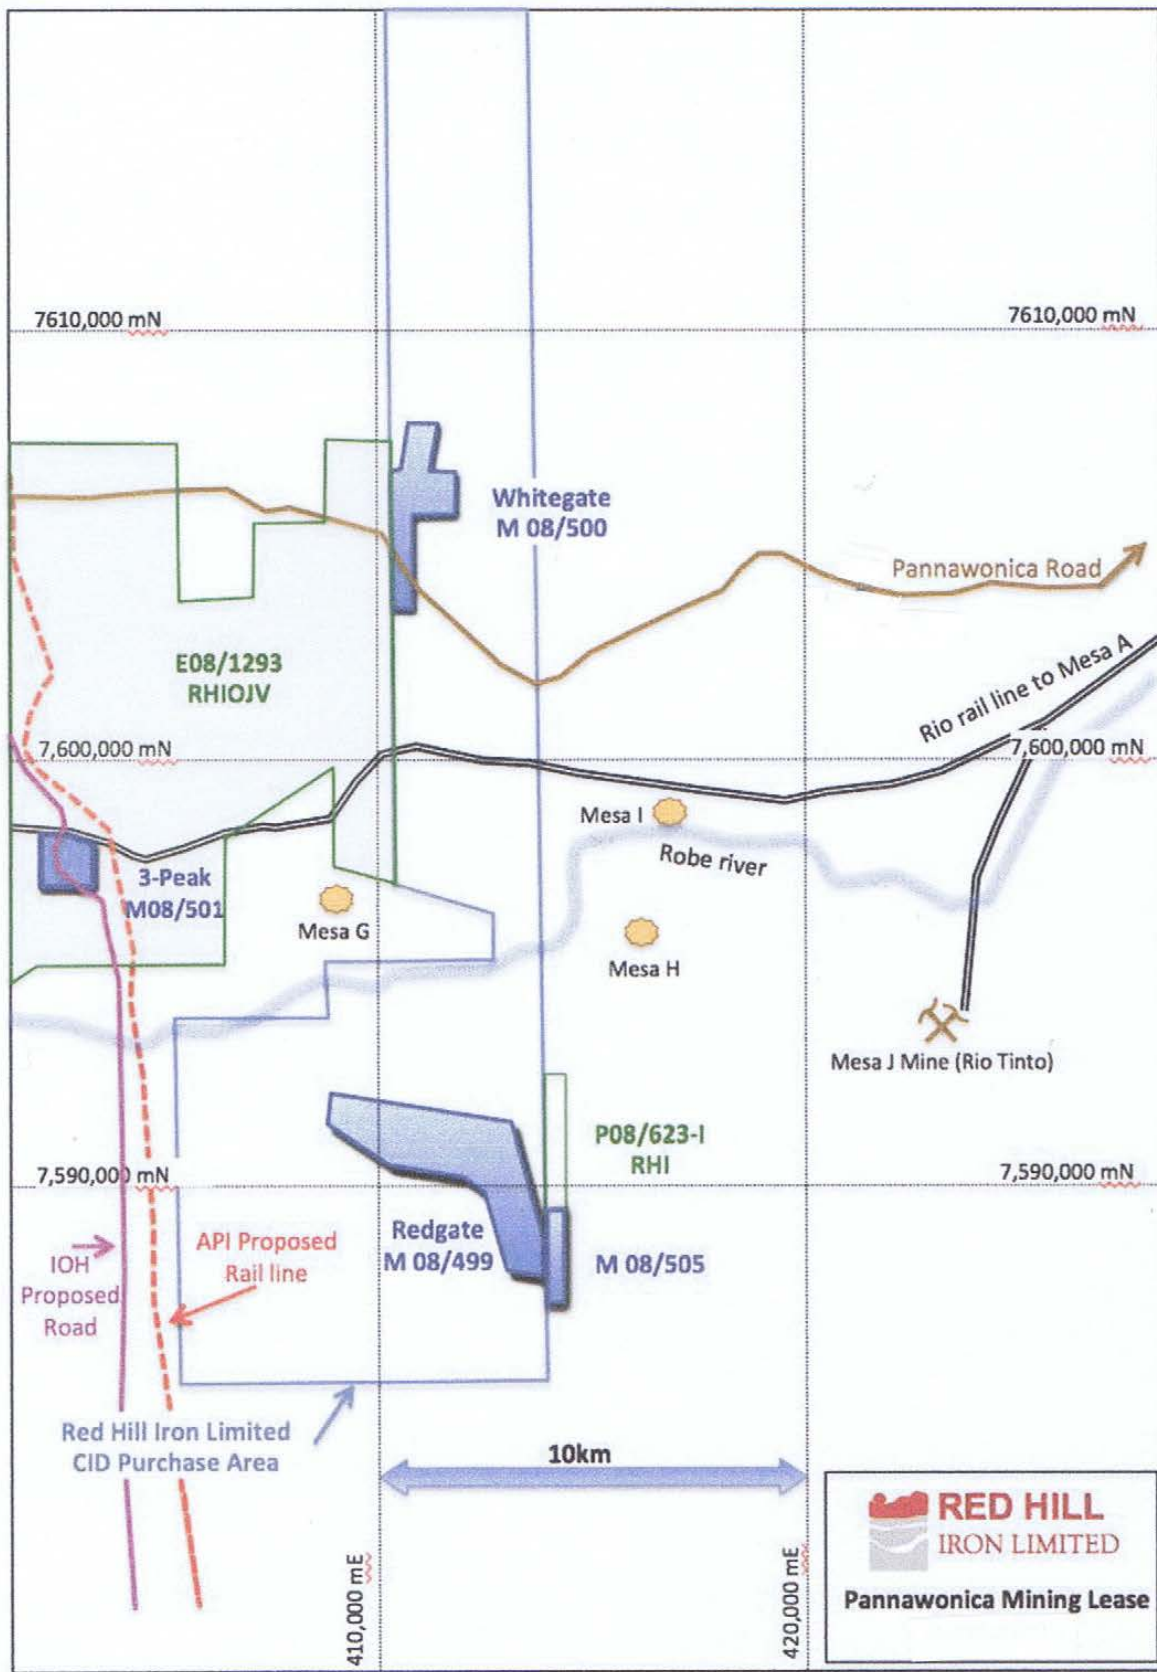 7610,000 mN
7610,000 mN
Whitegate
M 08/500
Pannawonica Road
E08/1293
RHIOJV
Rio rail line to Mesa A
7,600,000 mN
7,600,000 mN
Mesa I
Robe river
3-Peak
M08/501
Mesa G
Mesa H
Mesa J Mine (Rio Tinto)
P08/623-I
RHI
7,590,000 mN
7,590,000 mN
Redgate
M 08/499
M 08/505
API Proposed
Rail line
IOH
Proposed
Road
Red Hill Iron Limited
CID Purchase Area
10km
410,000 mE
420,000 mE
RED HILL
IRON LIMITED
Pannawonica Mining Lease